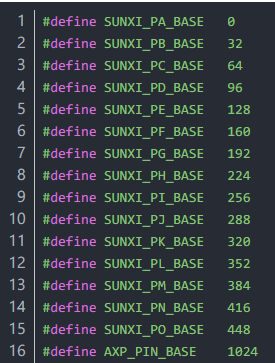 1 #define SUNXI_PA_BASE 0
2 #define SUNXI_PB_BASE 32
3 #define SUNXI_PC_BASE 64
4 #define SUNXI_PD_BASE 96
5 #define SUNXI_PE_BASE 128
6 #define SUNXI_PF_BASE 160
7 #define SUNXI_PG_BASE 192
8 #define SUNXI_PH_BASE 224
9 #define SUNXI_PI_BASE 256
10 #define SUNXI_PJ_BASE 288
11 #define SUNXI_PK_BASE 320
12 #define SUNXI_PL_BASE 352
13 #define SUNXI_PM_BASE 384
14 #define SUNXI_PN_BASE 416
15 #define SUNXI_PO_BASE 448
16 #define AXP_PIN_BASE 1024